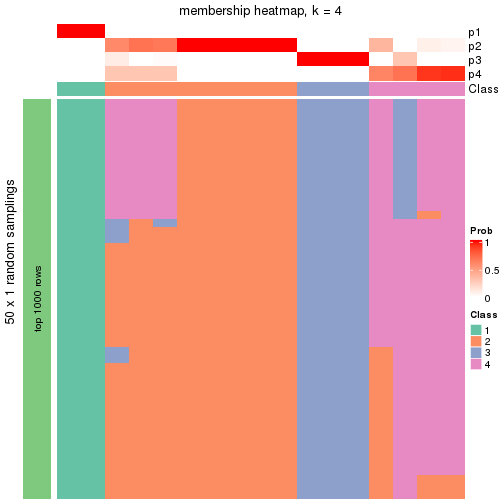 membership heatmap, k = 4
p1
p2
p3
p4
Class
50 x 1 random samplings
top 1000 rows
Prob
1
0.5
0
Class
1
2
3
4